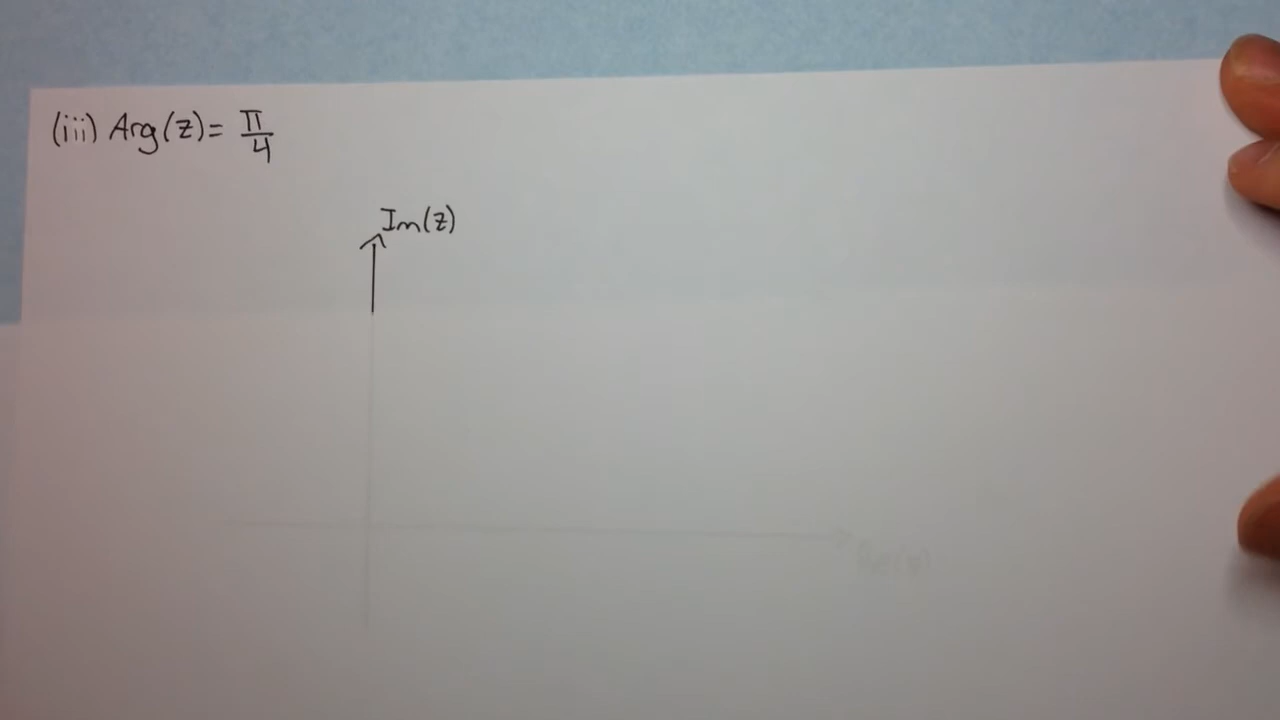 (iii) Arg(z) = π/4
Im(z)